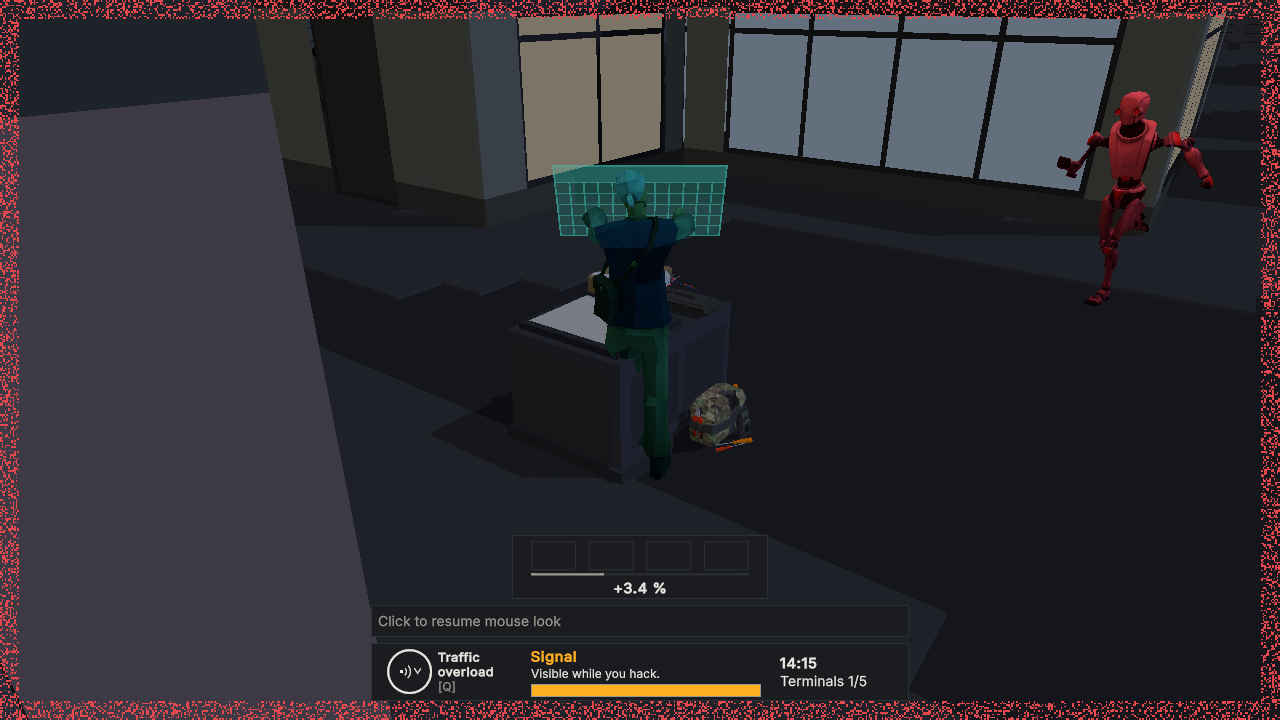 +3.4 %
Click to resume mouse look
Traffic
overload
[Q]
Signal
Visible while you hack.
14:15
Terminals 1/5